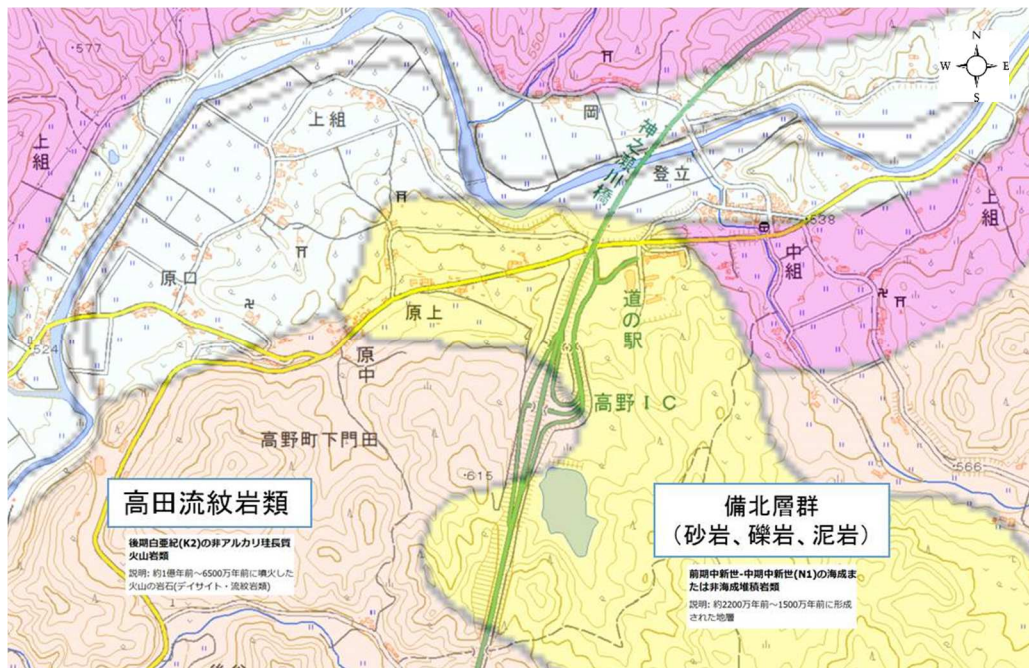 ·577
N
W E
S
岡
上組
上組
神之瀬川橋
登立
上組
·538
中組
原口
道の駅
原上
·524
原中
高野IC
高野町下門田
·615
·566
高田流紋岩類
後期白亜紀(K2)の非アルカリ珪長質
火山岩類
説明: 約1億年前~6500万年前に噴火した
火山の岩石(デイサイト・流紋岩類)
備北層群
(砂岩、礫岩、泥岩)
前期中新世-中期中新世(N1)の海成ま
たは非海成堆積岩類
説明: 約2200万年前~1500万年前に形成
された地層